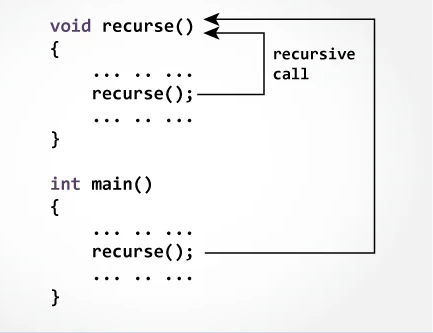 void recurse()
{
... .. ...
recurse();
... .. ...
}
recursive
call
int main()
{
... .. ...
recurse();
... .. ...
}